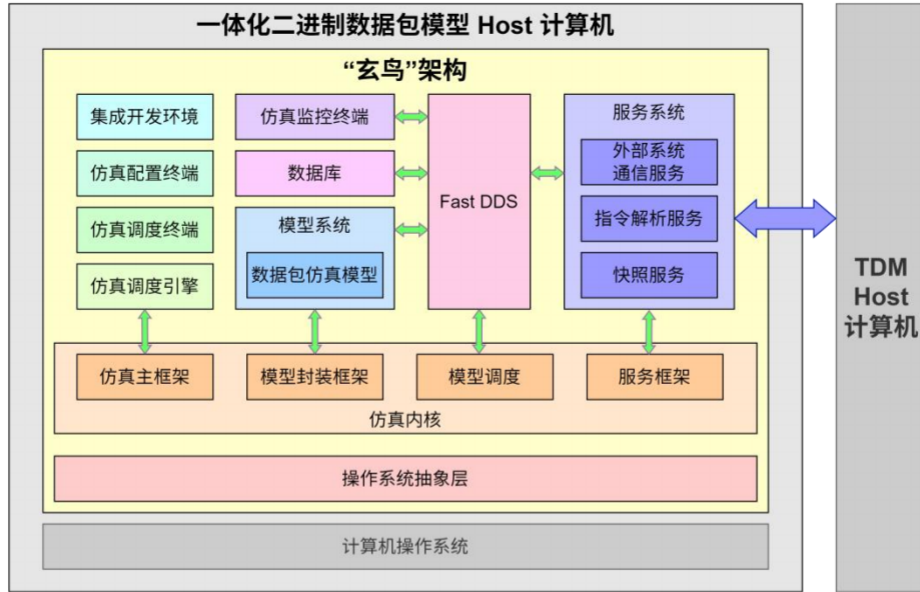 一体化二进制数据包模型 Host 计算机
“玄鸟”架构
集成开发环境
仿真配置终端
仿真调度终端
仿真调度引擎
仿真监控终端
数据库
模型系统
数据包仿真模型
Fast DDS
服务系统
外部系统
通信服务
指令解析服务
快照服务
仿真主框架
模型封装框架
模型调度
服务框架
仿真内核
操作系统抽象层
计算机操作系统
TDM
Host
计算机